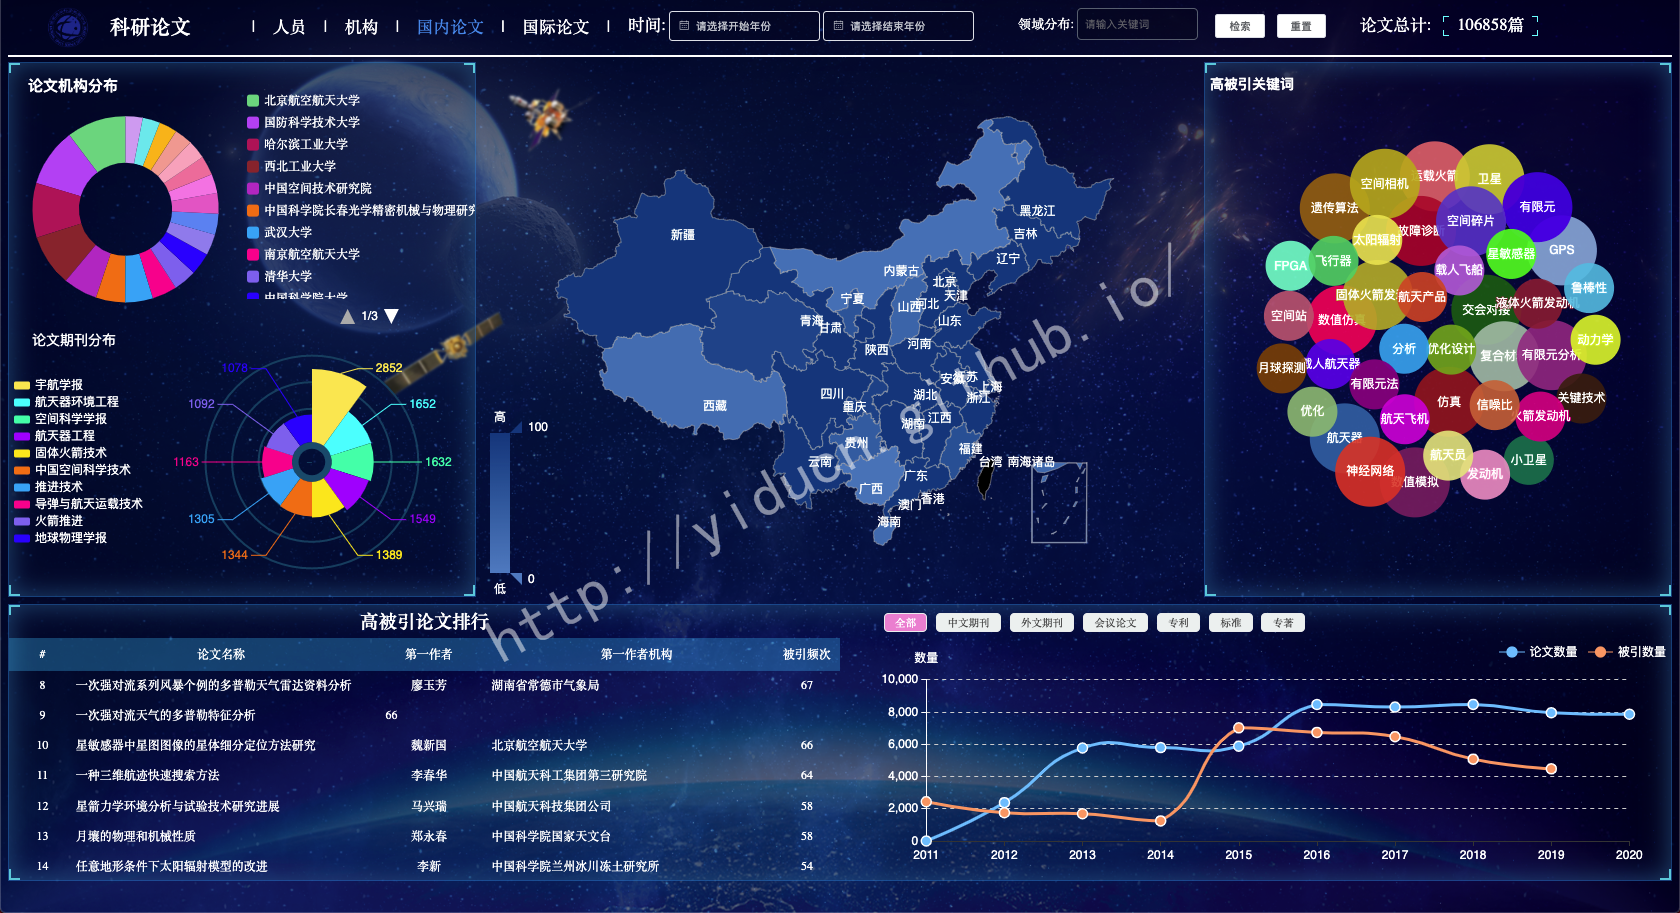 科研论文
人员
机构
国内论文
国际论文
时间:
请选择开始年份
请选择结束年份
领域分布:
请输入关键词
检索
重置
论文总计:
106858篇
论文机构分布
北京航空航天大学
国防科学技术大学
哈尔滨工业大学
西北工业大学
中国空间技术研究院
中国科学院长春光学精密机械与物理研究
武汉大学
南京航空航天大学
清华大学
中国科学院大学
1/3
论文期刊分布
宇航学报
航天器环境工程
空间科学学报
航天器工程
固体火箭技术
中国空间科学技术
推进技术
导弹与航天运载技术
火箭推进
地球物理学报
1078
2852
1092
1652
1163
1632
1305
1549
1344
1389
黑龙江
吉林
辽宁
新疆
内蒙古
北京
天津
宁夏
山西
河北
青海
甘肃
山东
陕西
河南
四川
重庆
安徽
江苏
上海
湖北
浙江
西藏
湖南
江西
贵州
福建
云南
台湾
南海诸岛
广西
广东
澳门
香港
海南
高
100
0
低
http://yiduon.github.io/
高被引关键词
空间相机
运载火箭
卫星
遗传算法
空间碎片
有限元
太阳辐射
故障诊断
FPGA
飞行器
载人飞船
星敏感器
GPS
固体火箭发动
航天产品
交会对接
液体火箭发动机
鲁棒性
空间站
数值仿真
分析
优化设计
复合材
有限元分析
动力学
月球探测
载人航天器
有限元法
优化
航天飞机
仿真
信噪比
火箭发动机
关键技术
航天器
神经网络
数值模拟
航天员
发动机
小卫星
高被引论文排行
# 论文名称 第一作者 第一作者机构 被引频次
8 一次强对流系列风暴个例的多普勒天气雷达资料分析 廖玉芳 湖南省常德市气象局 67
9 一次强对流天气的多普勒特征分析 66
10 星敏感器中星图图像的星体细分定位方法研究 魏新国 北京航空航天大学 66
11 一种三维航迹快速搜索方法 李春华 中国航天科工集团第三研究院 64
12 星箭力学环境分析与试验技术研究进展 马兴瑞 中国航天科技集团公司 58
13 月壤的物理和机械性质 郑永春 中国科学院国家天文台 58
14 任意地形条件下太阳辐射模型的改进 李新 中国科学院兰州冰川冻土研究所 54
全部
中文期刊
外文期刊
会议论文
专利
标准
专著
论文数量
被引数量
数量
10,000
8,000
6,000
4,000
2,000
0
2011 2012 2013 2014 2015 2016 2017 2018 2019 2020